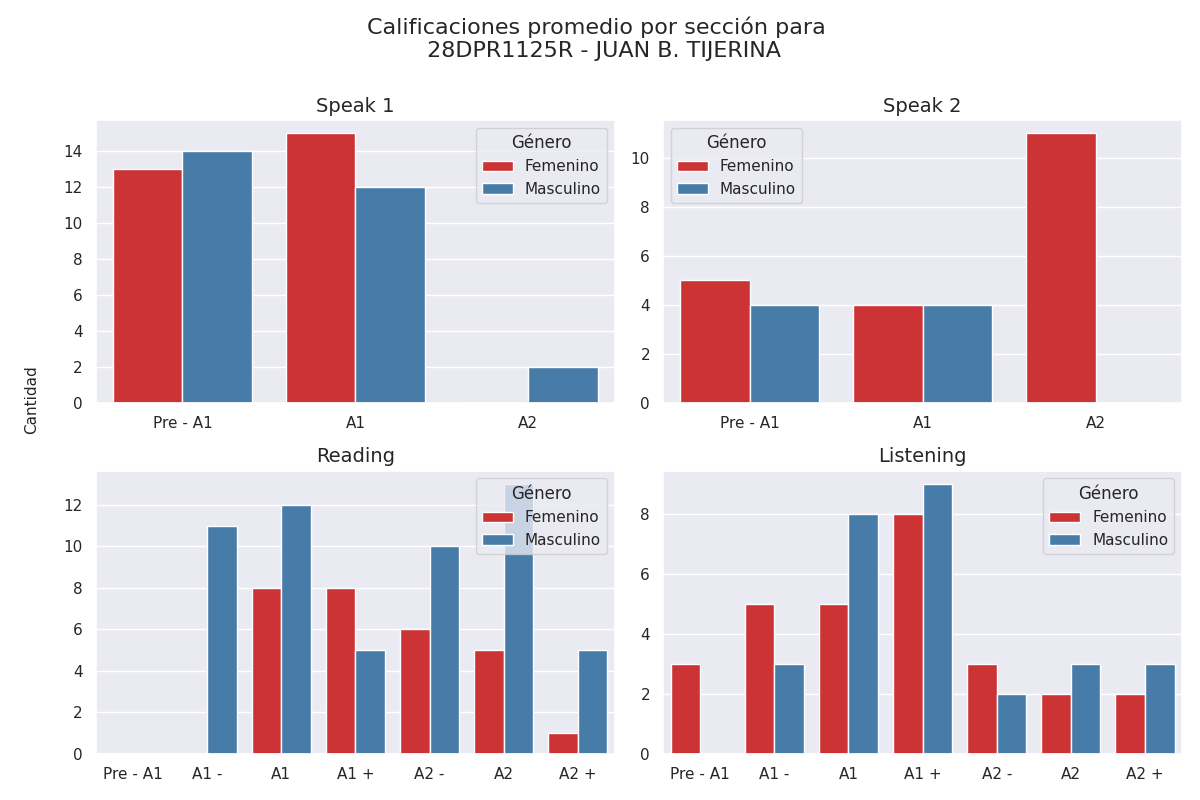 Calificaciones promedio por sección para
28DPR1125R - JUAN B. TIJERINA
Cantidad
Speak 1
14
12
10
8
6
4
2
0
Pre - A1
A1
A2
Género
Femenino
Masculino
Speak 2
10
8
6
4
2
0
Pre - A1
A1
A2
Género
Femenino
Masculino
Reading
12
10
8
6
4
2
0
Pre - A1
A1 -
A1
A1 +
A2 -
A2
A2 +
Género
Femenino
Masculino
Listening
8
6
4
2
0
Pre - A1
A1 -
A1
A1 +
A2 -
A2
A2 +
Género
Femenino
Masculino